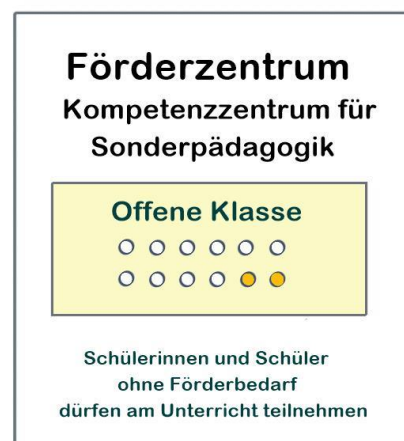 Förderzentrum
Kompetenzzentrum für
Sonderpädagogik
Offene Klasse
Schülerinnen und Schüler
ohne Förderbedarf
dürfen am Unterricht teilnehmen